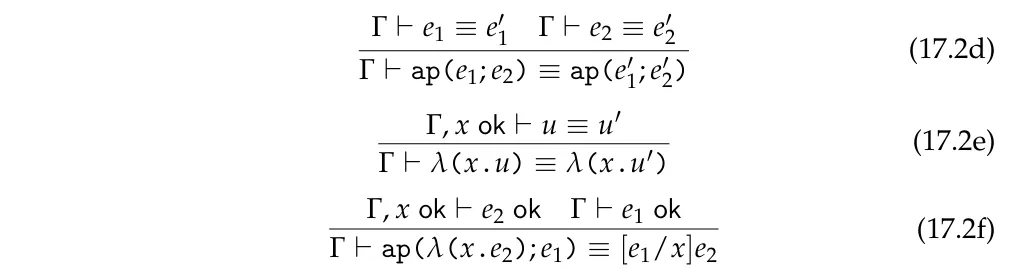 Γ ⊢ e₁ ≡ e′₁ Γ ⊢ e₂ ≡ e′₂
Γ ⊢ ap(e₁;e₂) ≡ ap(e′₁;e′₂) (17.2d)
Γ, x ok ⊢ u ≡ u′
Γ ⊢ λ(x.u) ≡ λ(x.u′) (17.2e)
Γ, x ok ⊢ e₂ ok Γ ⊢ e₁ ok
Γ ⊢ ap(λ(x.e₂);e₁) ≡ [e₁/x]e₂ (17.2f)